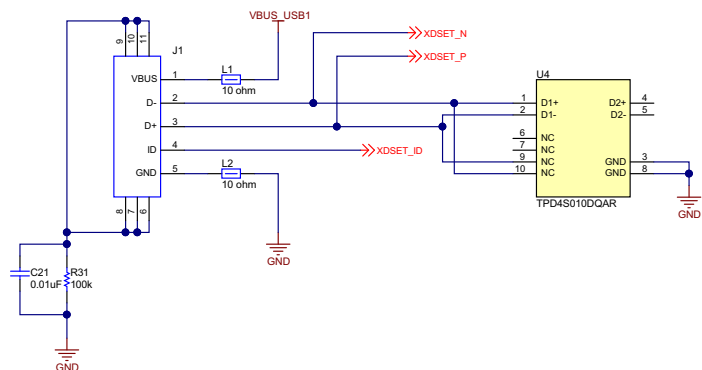 VBUS_USB1
XDSET_N
XDSET_P
9
10
11
J1
VBUS
1
L1
10 ohm
D-
2
D+
3
ID
4
XDSET_ID
GND
5
L2
10 ohm
8
7
6
GND
U4
1
D1+
D2+
4
2
D1-
D2-
5
6
NC
7
NC
9
NC
GND
3
10
NC
GND
8
TPD4S010DQAR
GND
C21
0.01uF
R31
100k
GND